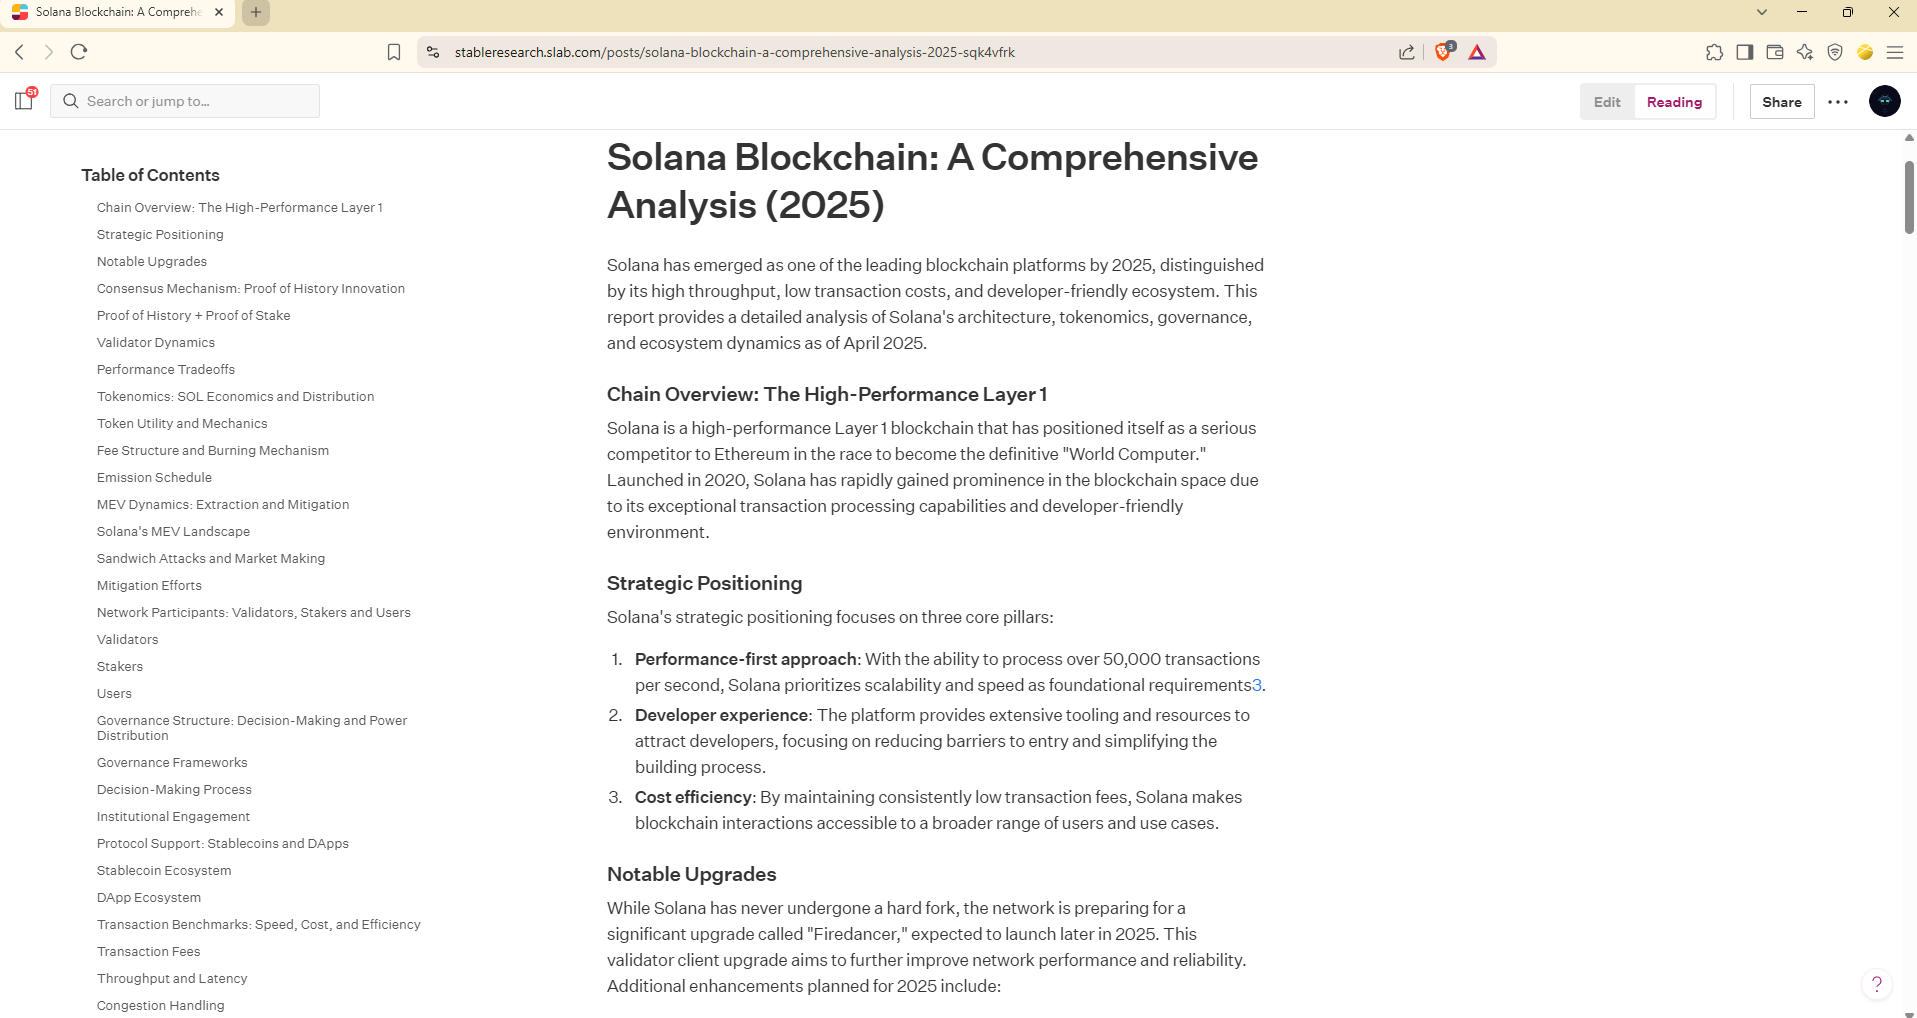 Solana Blockchain: A Comprehe
stableresearch.slab.com/posts/solana-blockchain-a-comprehensive-analysis-2025-sqk4vfrk
3
51
Search or jump to...
Edit
Reading
Share
Table of Contents
Chain Overview: The High-Performance Layer 1
Strategic Positioning
Notable Upgrades
Consensus Mechanism: Proof of History Innovation
Proof of History + Proof of Stake
Validator Dynamics
Performance Tradeoffs
Tokenomics: SOL Economics and Distribution
Token Utility and Mechanics
Fee Structure and Burning Mechanism
Emission Schedule
MEV Dynamics: Extraction and Mitigation
Solana's MEV Landscape
Sandwich Attacks and Market Making
Mitigation Efforts
Network Participants: Validators, Stakers and Users
Validators
Stakers
Users
Governance Structure: Decision-Making and Power
Distribution
Governance Frameworks
Decision-Making Process
Institutional Engagement
Protocol Support: Stablecoins and DApps
Stablecoin Ecosystem
DApp Ecosystem
Transaction Benchmarks: Speed, Cost, and Efficiency
Transaction Fees
Throughput and Latency
Congestion Handling
Solana Blockchain: A Comprehensive
Analysis (2025)
Solana has emerged as one of the leading blockchain platforms by 2025, distinguished
by its high throughput, low transaction costs, and developer-friendly ecosystem. This
report provides a detailed analysis of Solana's architecture, tokenomics, governance,
and ecosystem dynamics as of April 2025.
Chain Overview: The High-Performance Layer 1
Solana is a high-performance Layer 1 blockchain that has positioned itself as a serious
competitor to Ethereum in the race to become the definitive "World Computer."
Launched in 2020, Solana has rapidly gained prominence in the blockchain space due
to its exceptional transaction processing capabilities and developer-friendly
environment.
Strategic Positioning
Solana's strategic positioning focuses on three core pillars:
1. Performance-first approach: With the ability to process over 50,000 transactions
per second, Solana prioritizes scalability and speed as foundational requirements3.
2. Developer experience: The platform provides extensive tooling and resources to
attract developers, focusing on reducing barriers to entry and simplifying the
building process.
3. Cost efficiency: By maintaining consistently low transaction fees, Solana makes
blockchain interactions accessible to a broader range of users and use cases.
Notable Upgrades
While Solana has never undergone a hard fork, the network is preparing for a
significant upgrade called "Firedancer," expected to launch later in 2025. This
validator client upgrade aims to further improve network performance and reliability.
Additional enhancements planned for 2025 include:
?